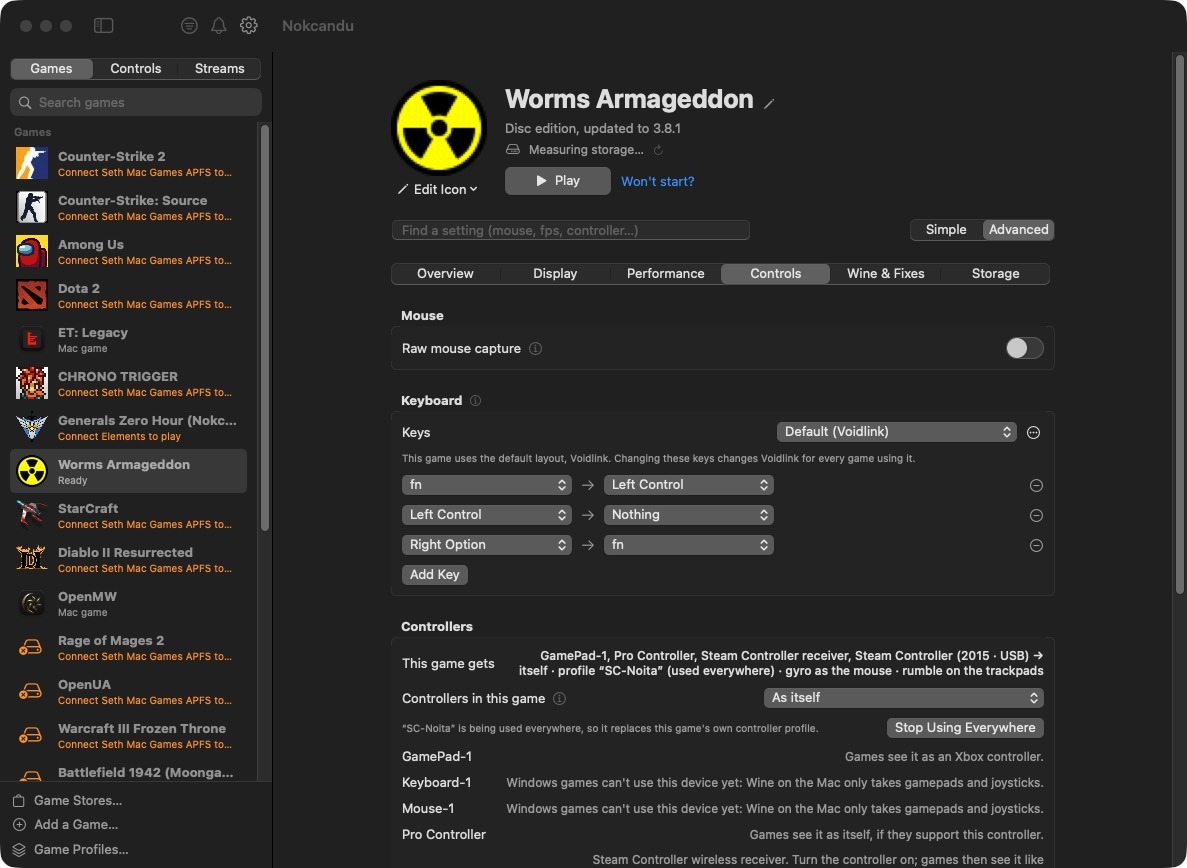 Nokcandu
Games
Controls
Streams
Search games
Games
Counter-Strike 2
Connect Seth Mac Games APFS to...
Counter-Strike: Source
Connect Seth Mac Games APFS to...
Among Us
Connect Seth Mac Games APFS to...
Dota 2
Connect Seth Mac Games APFS to...
ET: Legacy
Mac game
CHRONO TRIGGER
Connect Seth Mac Games APFS to...
Generals Zero Hour (Nokc...
Connect Elements to play
Worms Armageddon
Ready
StarCraft
Connect Seth Mac Games APFS to...
Diablo II Resurrected
Connect Seth Mac Games APFS to...
OpenMW
Mac game
Rage of Mages 2
Connect Seth Mac Games APFS to...
OpenUA
Connect Seth Mac Games APFS to...
Warcraft III Frozen Throne
Connect Seth Mac Games APFS to...
Battlefield 1942 (Moonga...
Game Stores...
Add a Game...
Game Profiles...
Worms Armageddon
Disc edition, updated to 3.8.1
Measuring storage...
Edit Icon
Play
Won't start?
Find a setting (mouse, fps, controller...)
Simple
Advanced
Overview
Display
Performance
Controls
Wine & Fixes
Storage
Mouse
Raw mouse capture
Keyboard
Keys
Default (Voidlink)
This game uses the default layout, Voidlink. Changing these keys changes Voidlink for every game using it.
fn → Left Control
Left Control → Nothing
Right Option → fn
Add Key
Controllers
This game gets
GamePad-1, Pro Controller, Steam Controller receiver, Steam Controller (2015 · USB) →
itself · profile “SC-Noita” (used everywhere) · gyro as the mouse · rumble on the trackpads
Controllers in this game
As itself
“SC-Noita” is being used everywhere, so it replaces this game's own controller profile.
Stop Using Everywhere
GamePad-1
Games see it as an Xbox controller.
Keyboard-1
Windows games can't use this device yet: Wine on the Mac only takes gamepads and joysticks.
Mouse-1
Windows games can't use this device yet: Wine on the Mac only takes gamepads and joysticks.
Pro Controller
Games see it as itself, if they support this controller.
Steam Controller wireless receiver. Turn the controller on; games then see it like